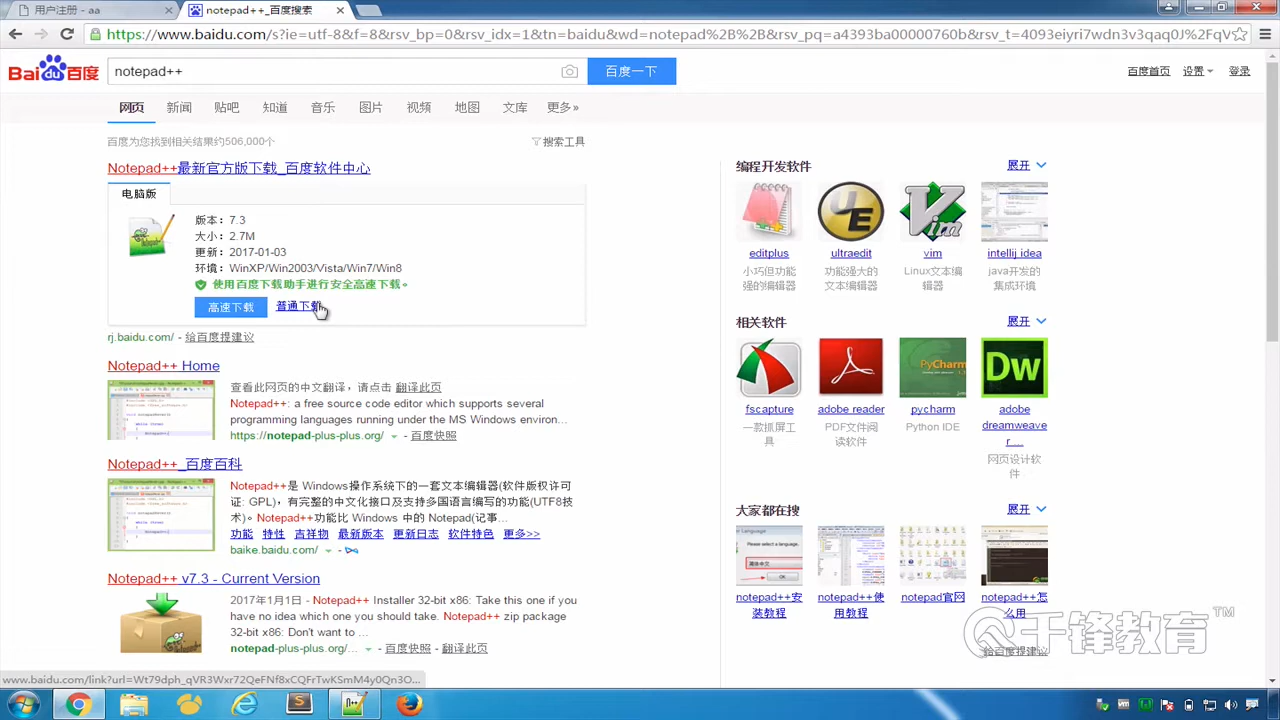 用户注册 - aa
notepad++_百度搜索
https://www.baidu.com/s?ie=utf-8&f=8&rsv_bp=0&rsv_idx=1&tn=baidu&wd=notepad%2B%2B&rsv_pq=a4393ba00000760b&rsv_t=4093eiyri7wdn3v3qaq0
Bai百度
notepad++
百度一下
百度首页 设置 登录
网页 新闻 贴吧 知道 音乐 图片 视频 地图 文库 更多»
百度为您找到相关结果约506,000个
搜索工具
Notepad++最新官方版下载_百度软件中心
电脑版
版本：7.3
大小：2.7M
更新：2017-01-03
环境：WinXP/Win2003/Vista/Win7/Win8
使用百度下载助手进行安全高速下载。
高速下载 普通下载
rj.baidu.com/ - 给百度提建议
Notepad++ Home
查看此网页的中文翻译，请点击 翻译此页
Notepad++: a free source code editor which supports several
programming languages running under the MS Windows environ...
https://notepad-plus-plus.org/ - 百度快照
Notepad++_百度百科
Notepad++是 Windows操作系统下的一套文本编辑器(软件版权许可
证: GPL)，有完整的中文化接口及支持多国语言编写的功能(UTF8技
术)。Notepad++功能比 Windows 中的 Notepad(记事...
功能 特性 最新版本 更新日志 软件特色 更多>>
baike.baidu.com/
Notepad++ v7.3 - Current Version
2017年1月1日 - Notepad++ Installer 32-bit x86: Take this one if you
have no idea which one you should take. Notepad++ zip package
32-bit x86: Don't want to ...
notepad-plus-plus.org/... - 百度快照 - 翻译此页
编程开发软件 展开
editplus ultraedit vim intellij idea
小巧但功能 功能强大的 Linux文本编 java开发的
强的编辑器 文本编辑器 辑器 集成环境
相关软件 展开
PyCharm
Dw
fscapture adobe reader pycharm adobe
dreamweave
r ...
一款抓屏工 PDF文件阅 Python IDE 网页设计软
具 读软件 件
大家都在搜 展开
Language
Please select a language.
OK
notepad++安 notepad++使 notepad官网 notepad++怎
装教程 用教程 么用
给百度提建议
千锋教育™